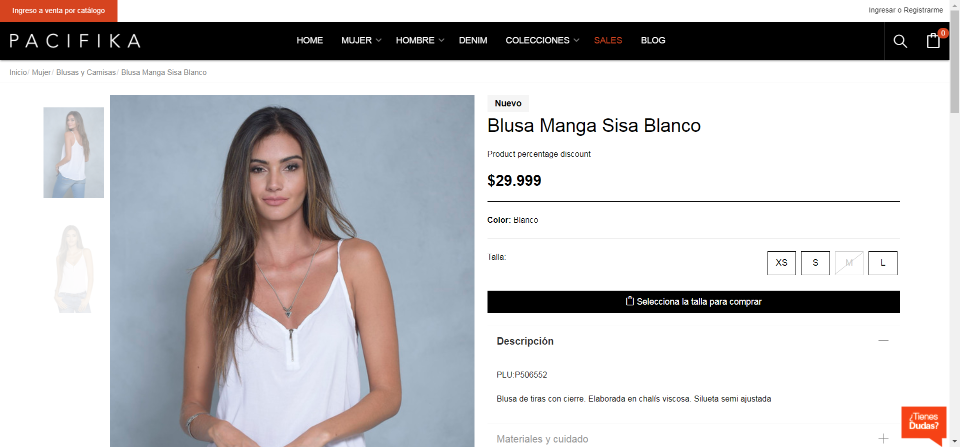 Ingreso a venta por catálogo
Ingresar o Registrarme
PACIFIKA
HOME MUJER HOMBRE DENIM COLECCIONES SALES BLOG
0
Inicio/ Mujer/ Blusas y Camisas/ Blusa Manga Sisa Blanco
Nuevo
Blusa Manga Sisa Blanco
Product percentage discount
$29.999
Color: Blanco
Talla:
XS S M L
Selecciona la talla para comprar
Descripción
PLU:P506552
Blusa de tiras con cierre. Elaborada en chalís viscosa. Silueta semi ajustada
Materiales y cuidado
¿Tienes
Dudas?